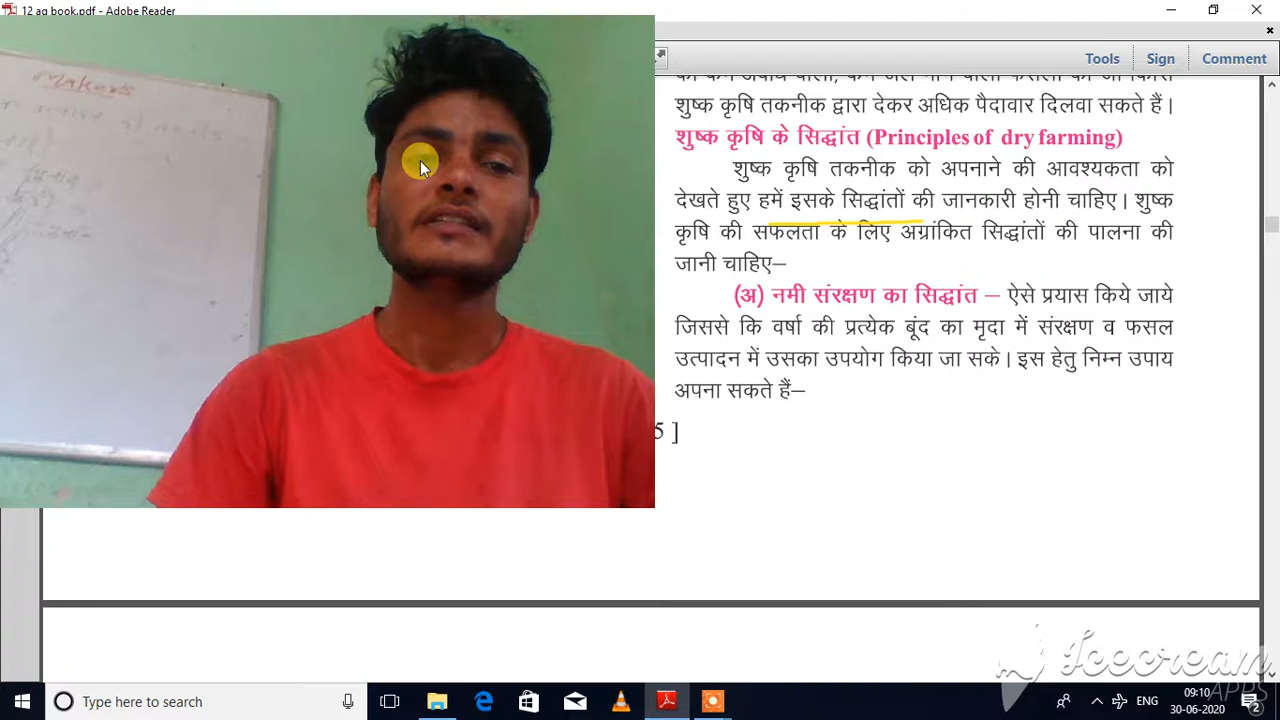 12 ag book.pdf - Adobe Reader
Tools Sign Comment
शुष्क कृषि तकनीक द्वारा देकर अधिक पैदावार दिलवा सकते हैं।
शुष्क कृषि के सिद्धांत (Principles of dry farming)
शुष्क कृषि तकनीक को अपनाने की आवश्यकता को
देखते हुए हमें इसके सिद्धांतों की जानकारी होनी चाहिए। शुष्क
कृषि की सफलता के लिए अग्रांकित सिद्धांतों की पालना की
जानी चाहिए–
(अ) नमी संरक्षण का सिद्धांत – ऐसे प्रयास किये जाये
जिससे कि वर्षा की प्रत्येक बूंद का मृदा में संरक्षण व फसल
उत्पादन में उसका उपयोग किया जा सके। इस हेतु निम्न उपाय
अपना सकते हैं–
5 ]
Icecream
APPS
Type here to search
ENG
09:10
30-06-2020
2